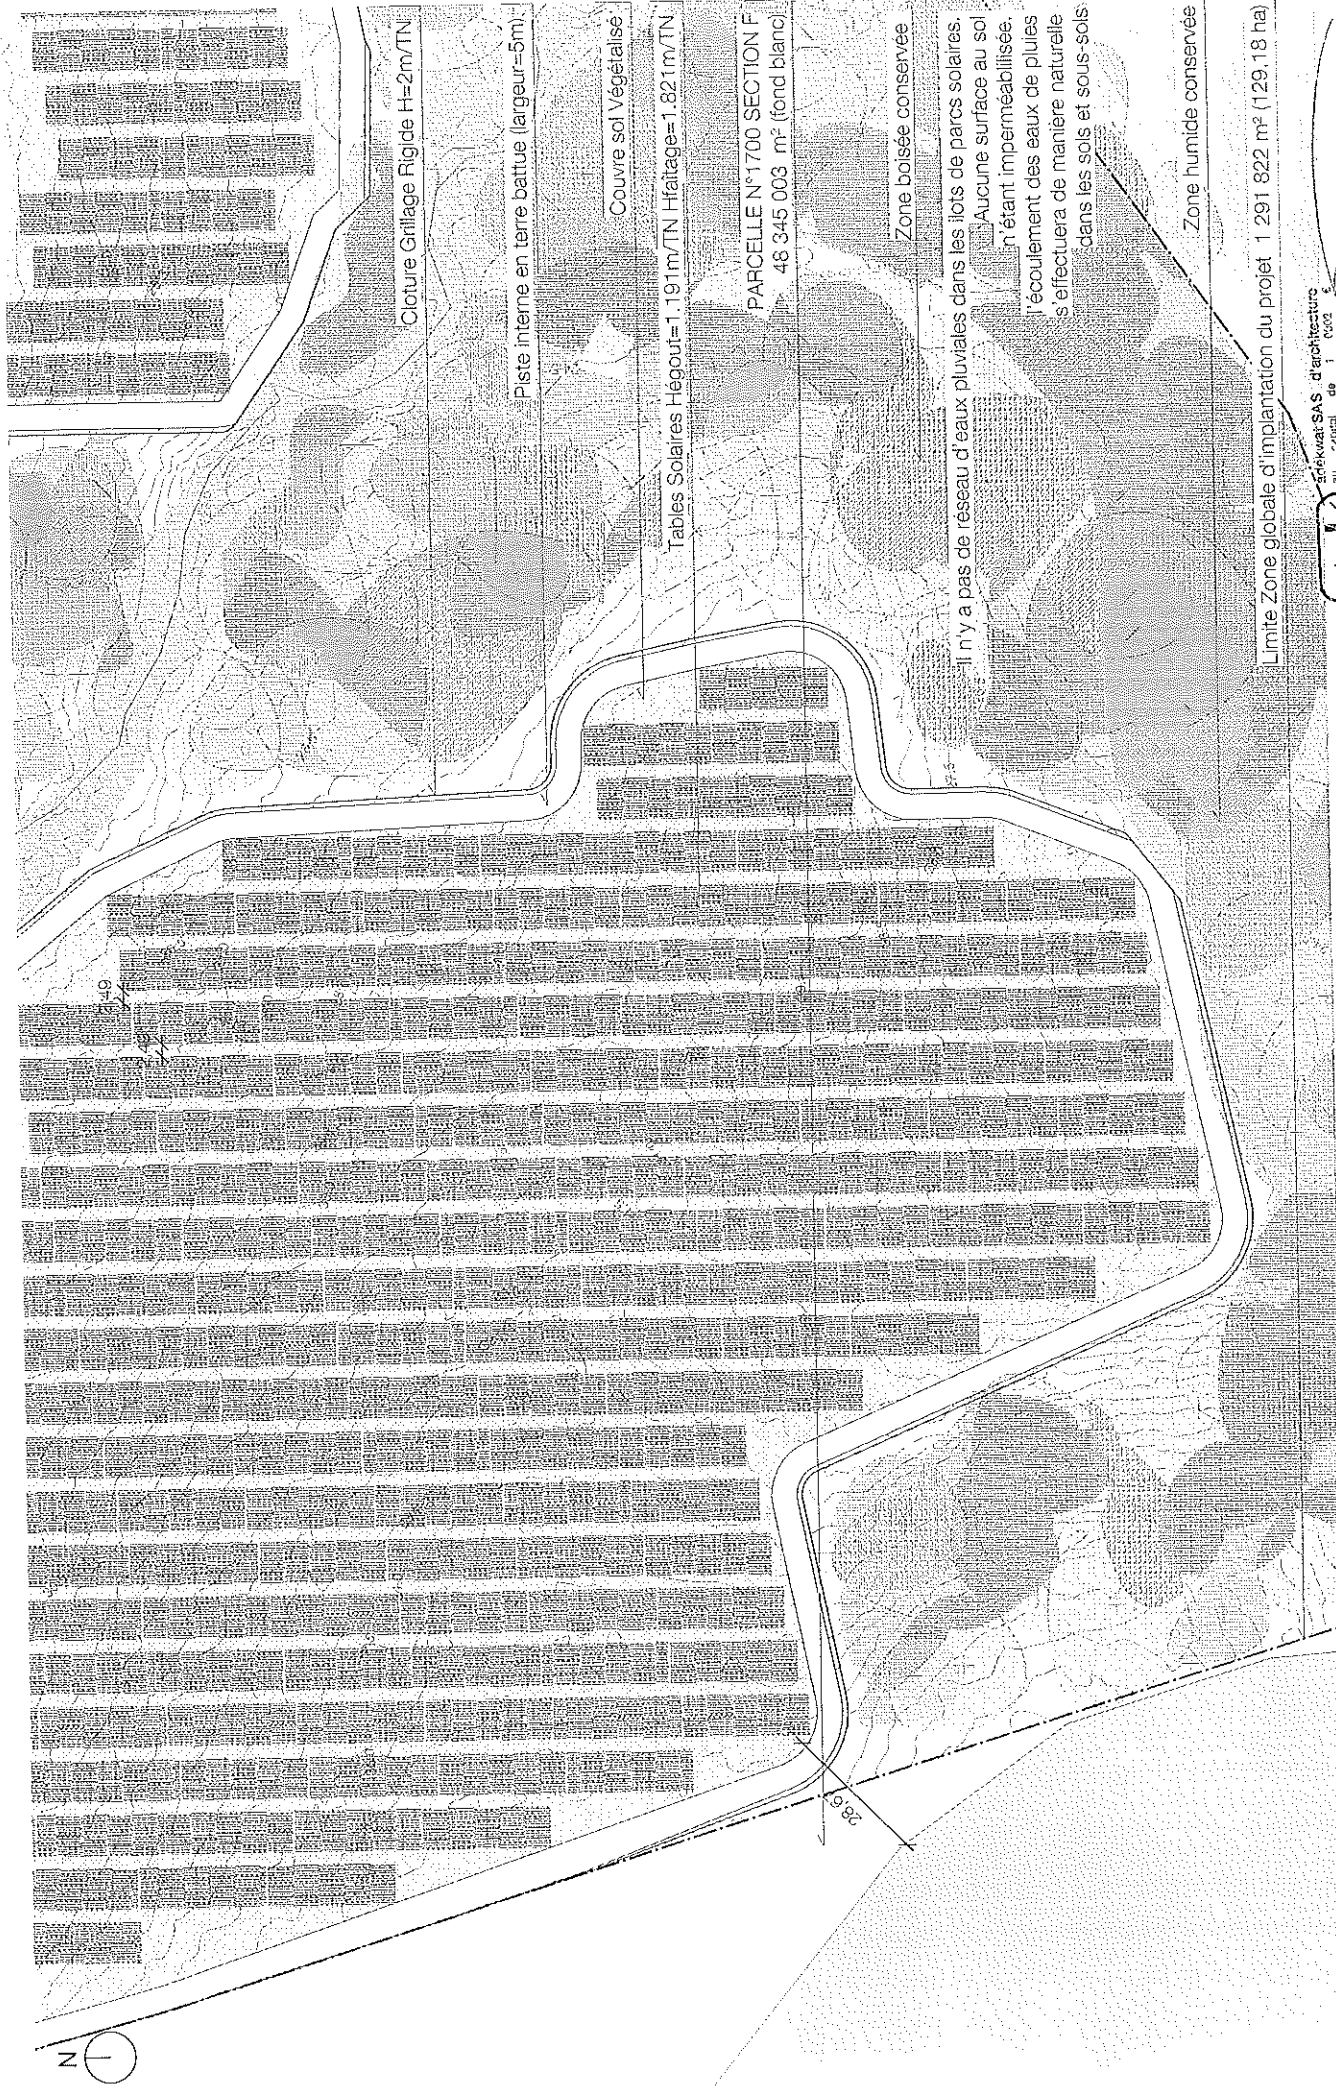 N
Cloture Grillage Rigide H=2m/TN
Piste interne en terre battue (largeur=5m)
Couvre sol Végétalisé
Tables Solaires Hégout=1.191m/TN Hfaitage=1.821m/TN
PARCELLE N°1700 SECTION F
48 345 003 m² (fond blanc)
Zone boisée conservée
Il n'y a pas de réseau d'eaux pluviales dans les ilots de parcs solaires.
Aucune surface au sol
n'étant imperméabilisée,
l'écoulement des eaux de pluies
s'effectuera de manière naturelle
dans les sols et sous-sols
Zone humide conservée
Limite Zone globale d'implantation du projet 1 291 822 m² (129.18 ha)
28,6
adekwat SAS d'architecture